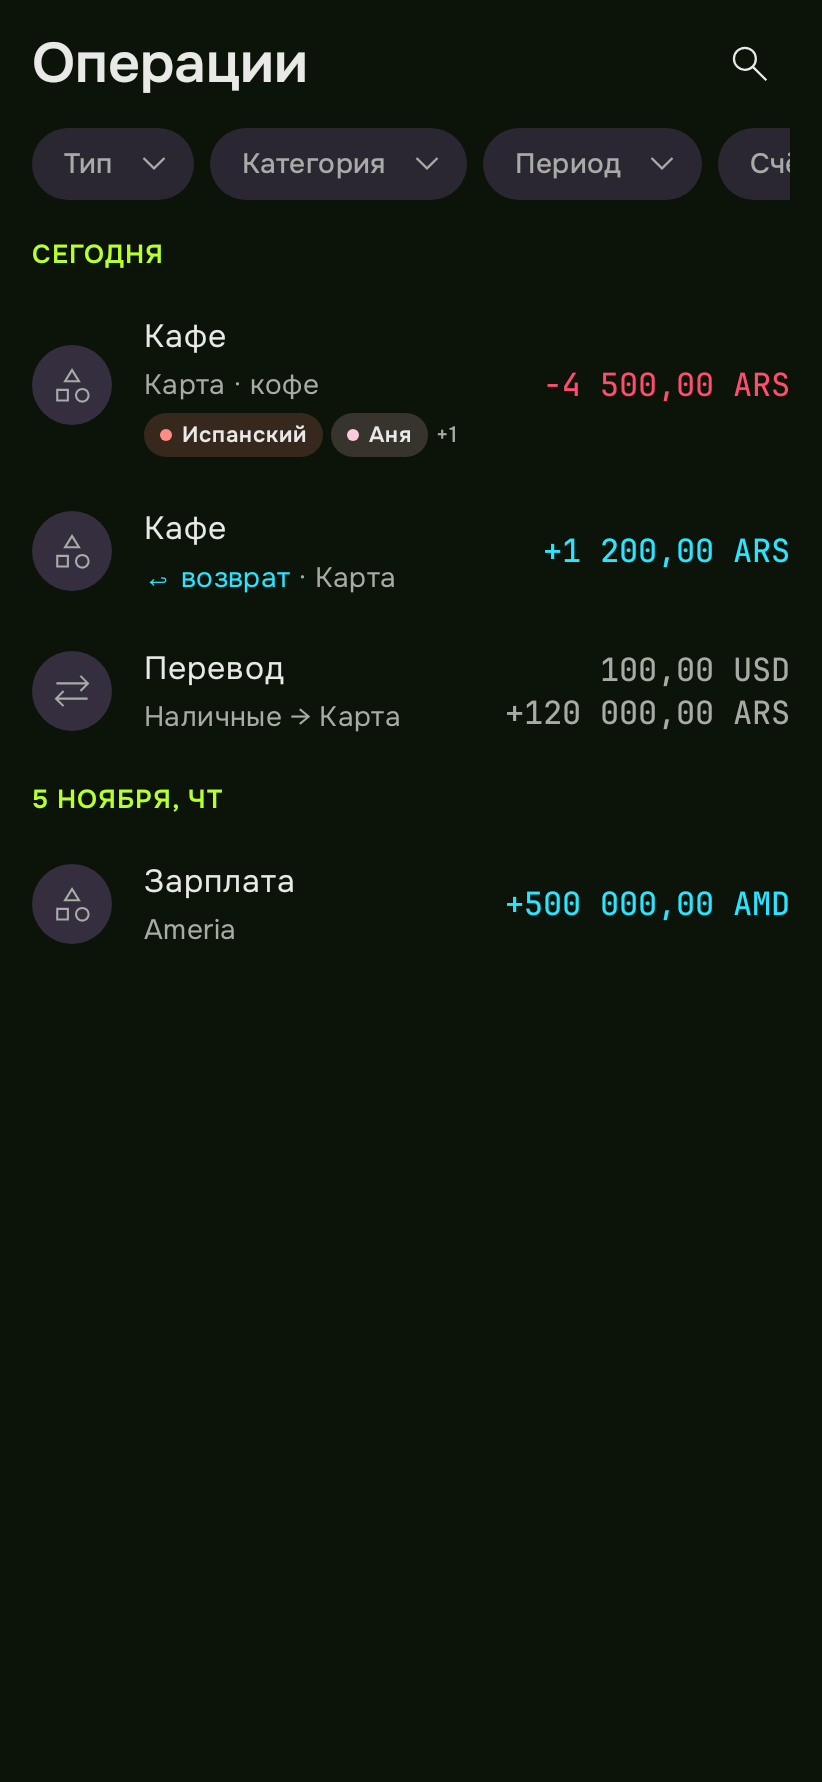 Операции
Тип Категория Период Счё
СЕГОДНЯ
Кафе
Карта · кофе
-4 500,00 ARS
Испанский Аня +1
Кафе
↩ возврат · Карта
+1 200,00 ARS
Перевод
Наличные → Карта
100,00 USD
+120 000,00 ARS
5 НОЯБРЯ, ЧТ
Зарплата
Ameria
+500 000,00 AMD